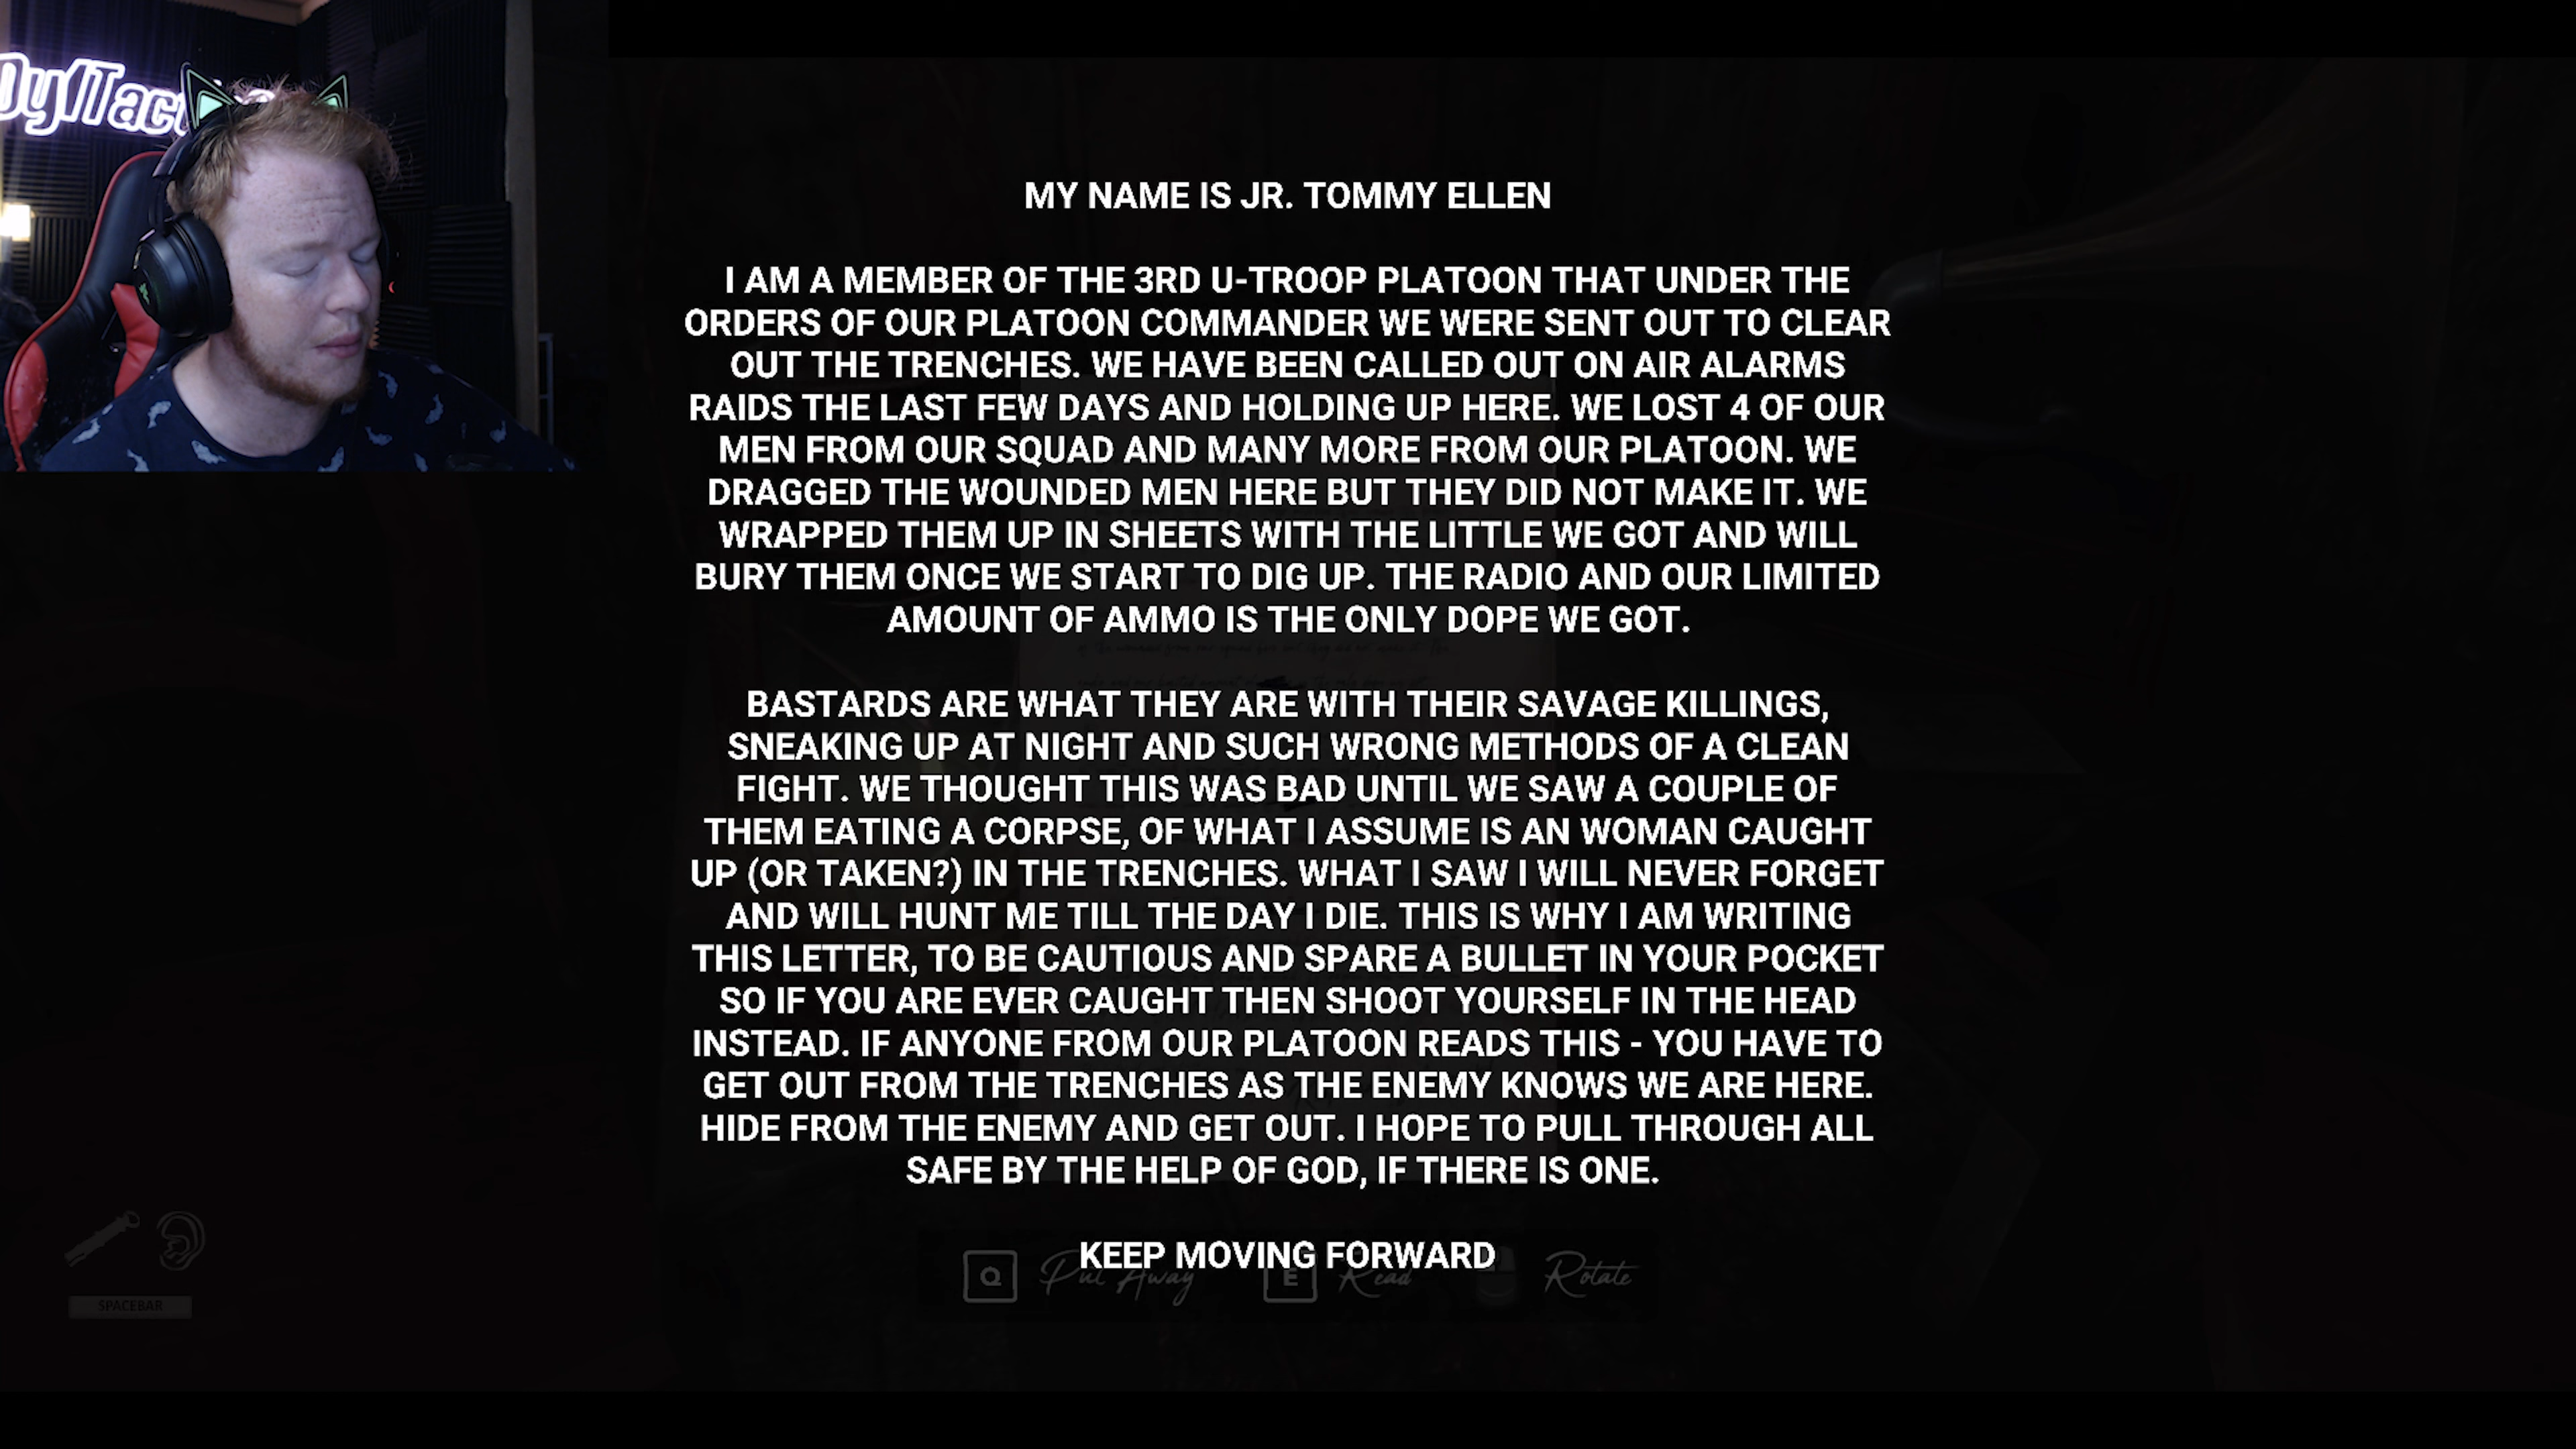 DylTact
MY NAME IS JR. TOMMY ELLEN
I AM A MEMBER OF THE 3RD U-TROOP PLATOON THAT UNDER THE
ORDERS OF OUR PLATOON COMMANDER WE WERE SENT OUT TO CLEAR
OUT THE TRENCHES. WE HAVE BEEN CALLED OUT ON AIR ALARMS
RAIDS THE LAST FEW DAYS AND HOLDING UP HERE. WE LOST 4 OF OUR
MEN FROM OUR SQUAD AND MANY MORE FROM OUR PLATOON. WE
DRAGGED THE WOUNDED MEN HERE BUT THEY DID NOT MAKE IT. WE
WRAPPED THEM UP IN SHEETS WITH THE LITTLE WE GOT AND WILL
BURY THEM ONCE WE START TO DIG UP. THE RADIO AND OUR LIMITED
AMOUNT OF AMMO IS THE ONLY DOPE WE GOT.
BASTARDS ARE WHAT THEY ARE WITH THEIR SAVAGE KILLINGS,
SNEAKING UP AT NIGHT AND SUCH WRONG METHODS OF A CLEAN
FIGHT. WE THOUGHT THIS WAS BAD UNTIL WE SAW A COUPLE OF
THEM EATING A CORPSE, OF WHAT I ASSUME IS AN WOMAN CAUGHT
UP (OR TAKEN?) IN THE TRENCHES. WHAT I SAW I WILL NEVER FORGET
AND WILL HUNT ME TILL THE DAY I DIE. THIS IS WHY I AM WRITING
THIS LETTER, TO BE CAUTIOUS AND SPARE A BULLET IN YOUR POCKET
SO IF YOU ARE EVER CAUGHT THEN SHOOT YOURSELF IN THE HEAD
INSTEAD. IF ANYONE FROM OUR PLATOON READS THIS - YOU HAVE TO
GET OUT FROM THE TRENCHES AS THE ENEMY KNOWS WE ARE HERE.
HIDE FROM THE ENEMY AND GET OUT. I HOPE TO PULL THROUGH ALL
SAFE BY THE HELP OF GOD, IF THERE IS ONE.
KEEP MOVING FORWARD
Q Put Away E Read Rotate
SPACEBAR